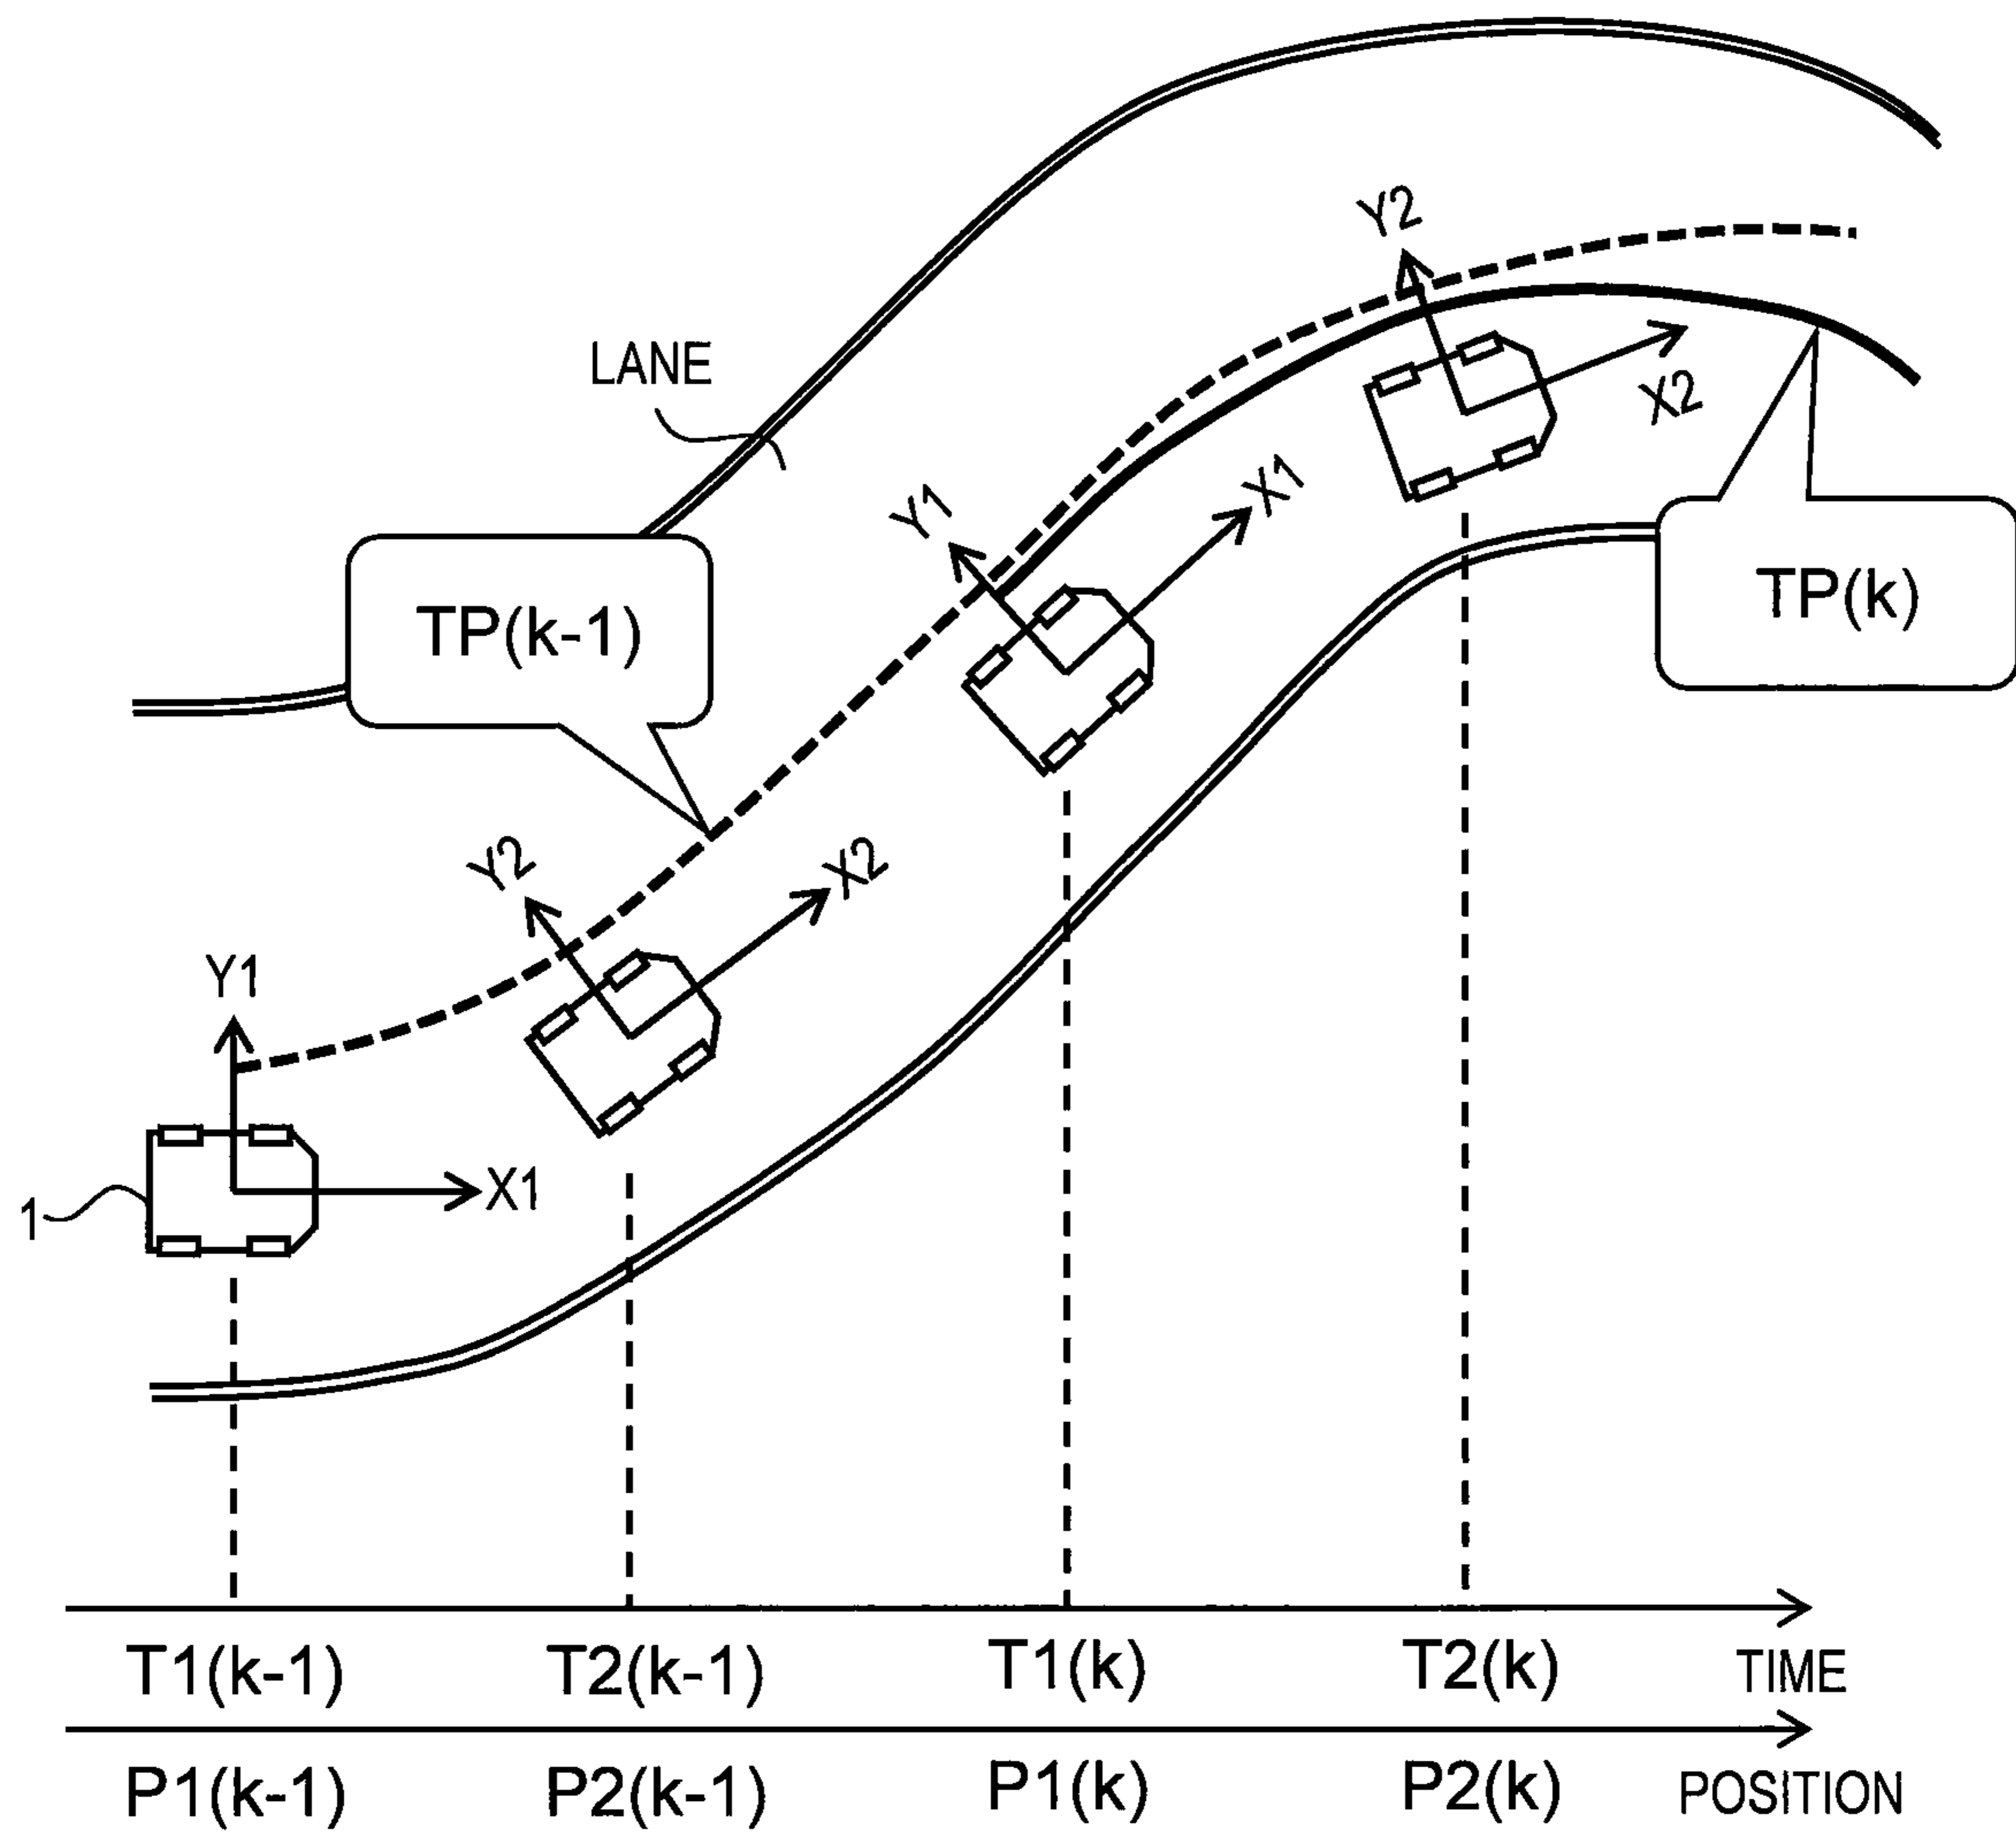 Y2
LANE
X2
X1
Y1
TP(k)
TP(k-1)
Y2
X2
Y1
X1
1
T1(k-1) T2(k-1) T1(k) T2(k) TIME
P1(k-1) P2(k-1) P1(k) P2(k) POSITION